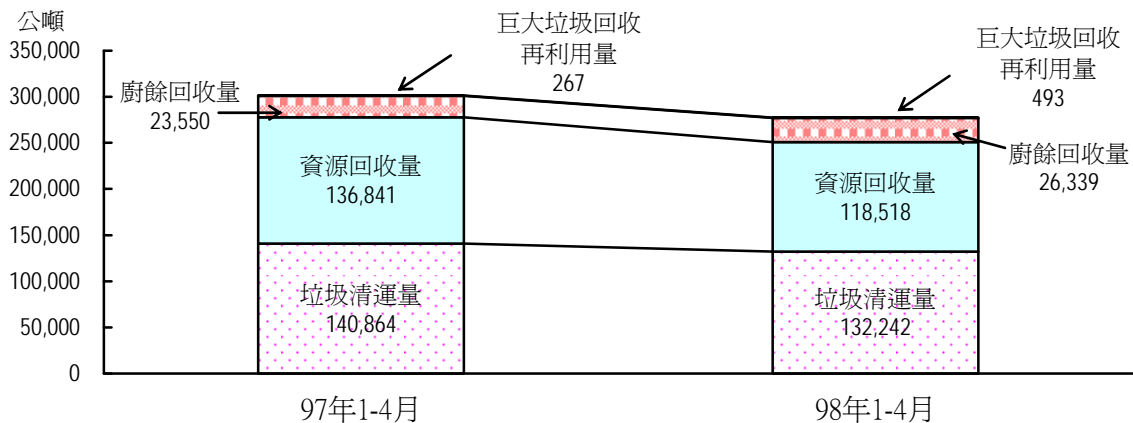 公噸
350,000
300,000
250,000
200,000
150,000
100,000
50,000
0
廚餘回收量
23,550
巨大垃圾回收
再利用量
267
資源回收量
136,841
垃圾清運量
140,864
巨大垃圾回收
再利用量
493
廚餘回收量
26,339
資源回收量
118,518
垃圾清運量
132,242
97年1-4月
98年1-4月